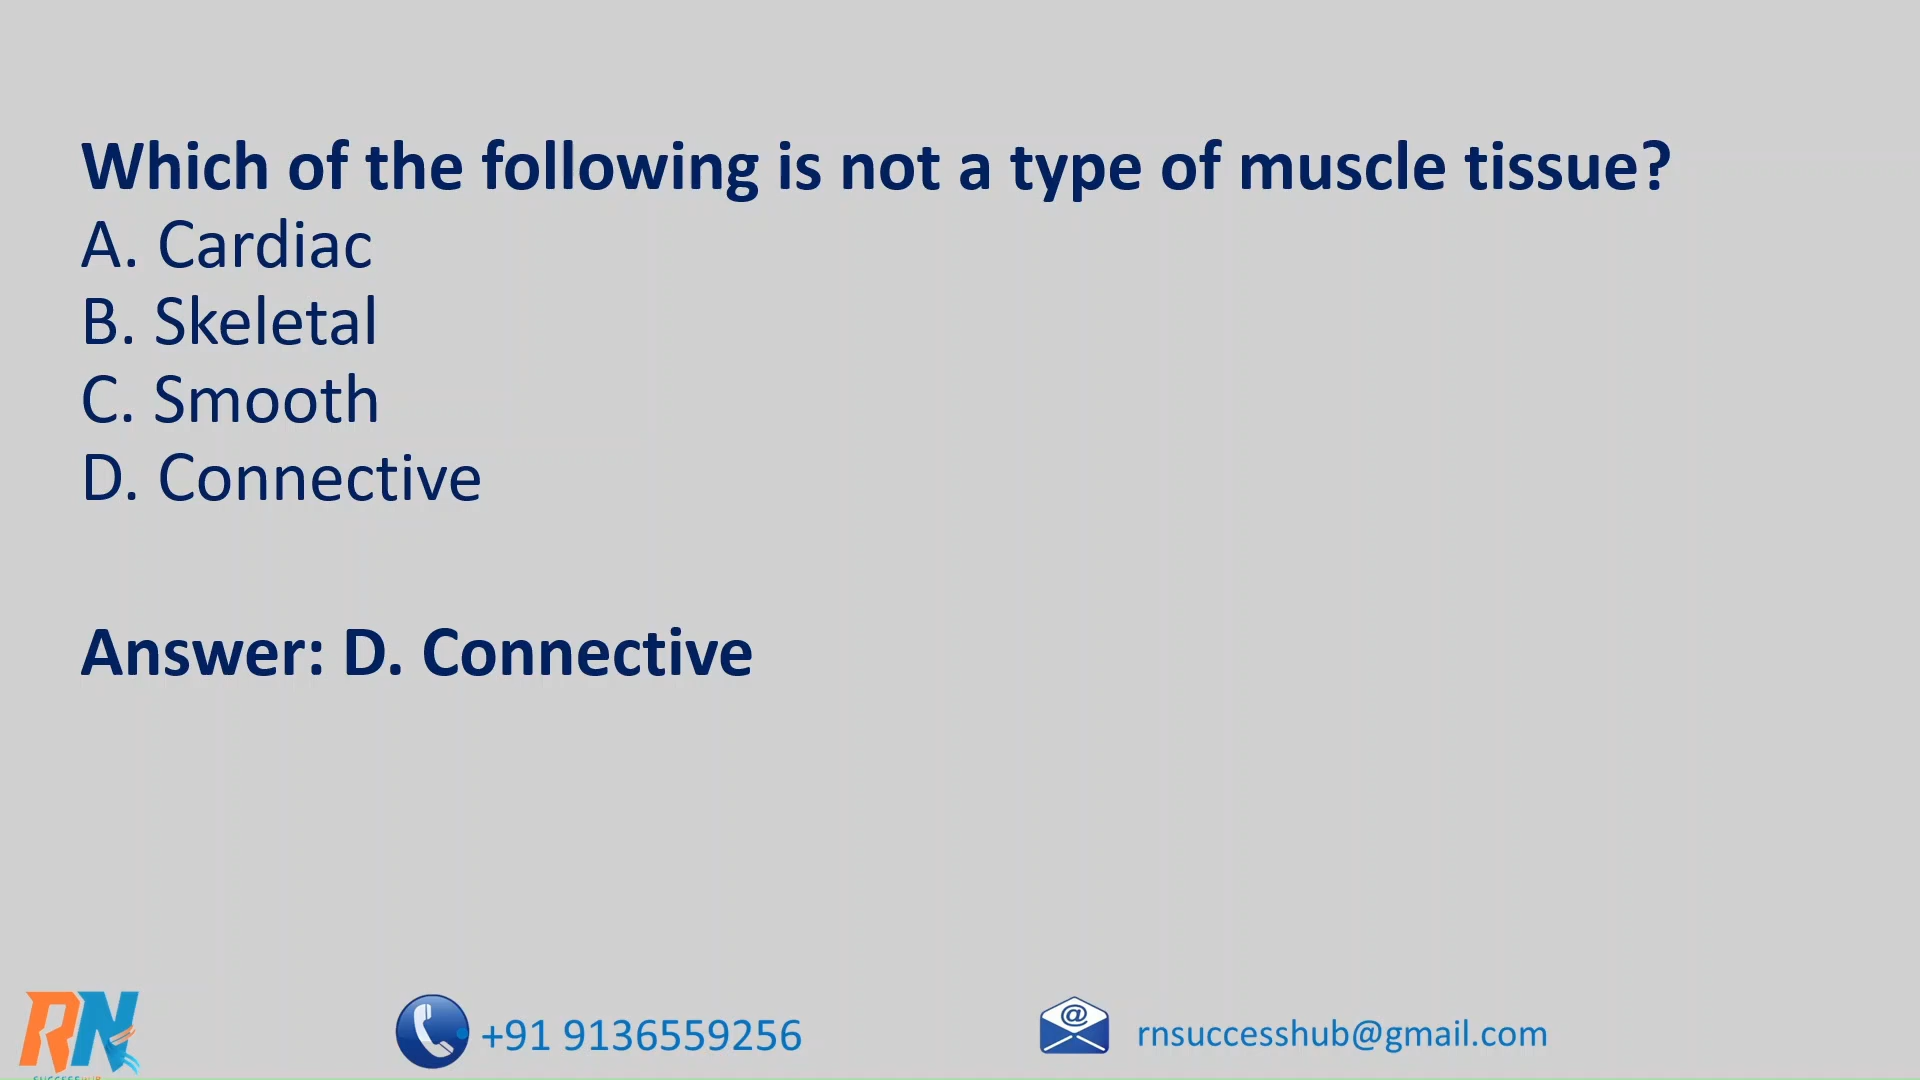 Which of the following is not a type of muscle tissue?
A. Cardiac
B. Skeletal
C. Smooth
D. Connective
Answer: D. Connective
RN
+91 9136559256
@
rnsuccesshub@gmail.com